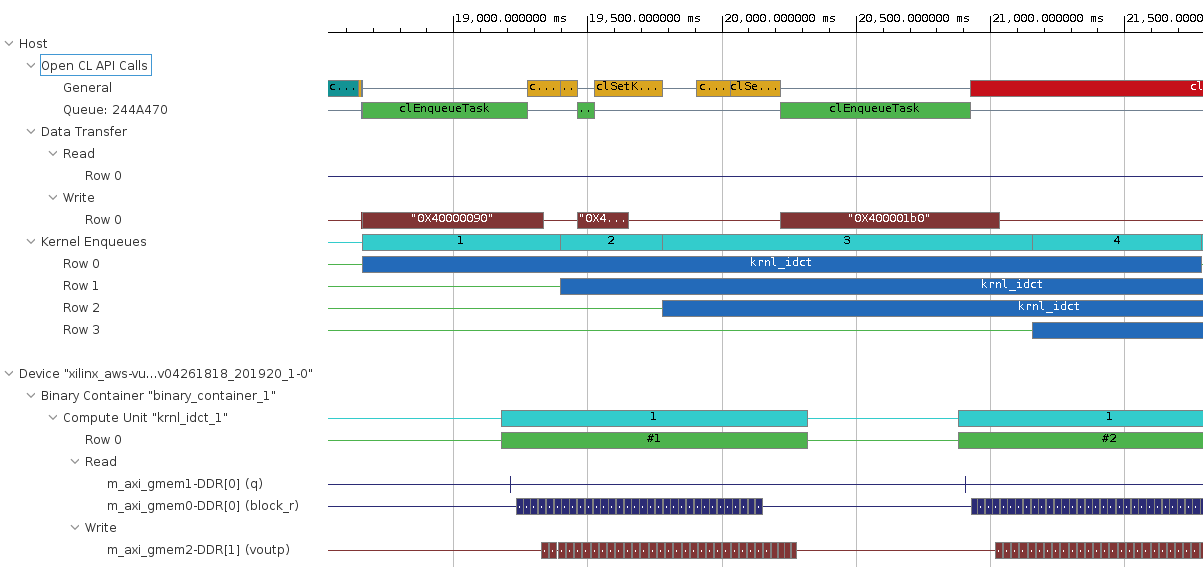 19,000.000000 ms 19,500.000000 ms 20,000.000000 ms 20,500.000000 ms 21,000.000000 ms 21,500.000
Host
Open CL API Calls
General c... c... .. clSetK... c... clSe... cl
Queue: 244A470 clEnqueueTask .. clEnqueueTask
Data Transfer
Read
Row 0
Write
Row 0 "0X40000090" "0X4... "0X400001b0"
Kernel Enqueues 1 2 3 4
Row 0 krnl_idct
Row 1 krnl_idct
Row 2 krnl_idct
Row 3
Device "xilinx_aws-vu...v04261818_201920_1-0"
Binary Container "binary_container_1"
Compute Unit "krnl_idct_1" 1 1
Row 0 #1 #2
Read
m_axi_gmem1-DDR[0] (q)
m_axi_gmem0-DDR[0] (block_r)
Write
m_axi_gmem2-DDR[1] (voutp)